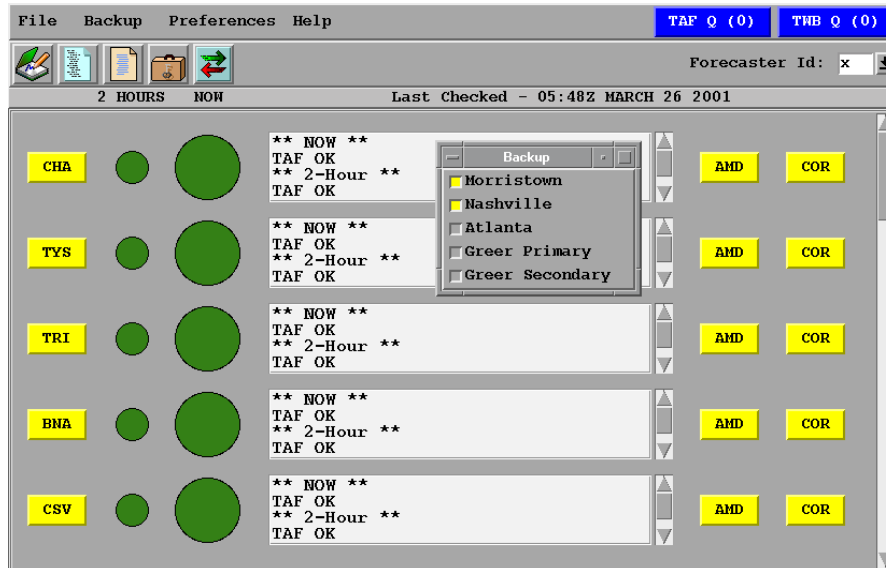 File Backup Preferences Help TAF Q (0) TWB Q (0)
Forecaster Id: x
2 HOURS NOW Last Checked - 05:48Z MARCH 26 2001
Backup
Morristown
Nashville
Atlanta
Greer Primary
Greer Secondary
CHA
** NOW **
TAF OK
** 2-Hour **
TAF OK
AMD COR
TYS
** NOW **
TAF OK
** 2-Hour **
TAF OK
AMD COR
TRI
** NOW **
TAF OK
** 2-Hour **
TAF OK
AMD COR
BNA
** NOW **
TAF OK
** 2-Hour **
TAF OK
AMD COR
CSV
** NOW **
TAF OK
** 2-Hour **
TAF OK
AMD COR